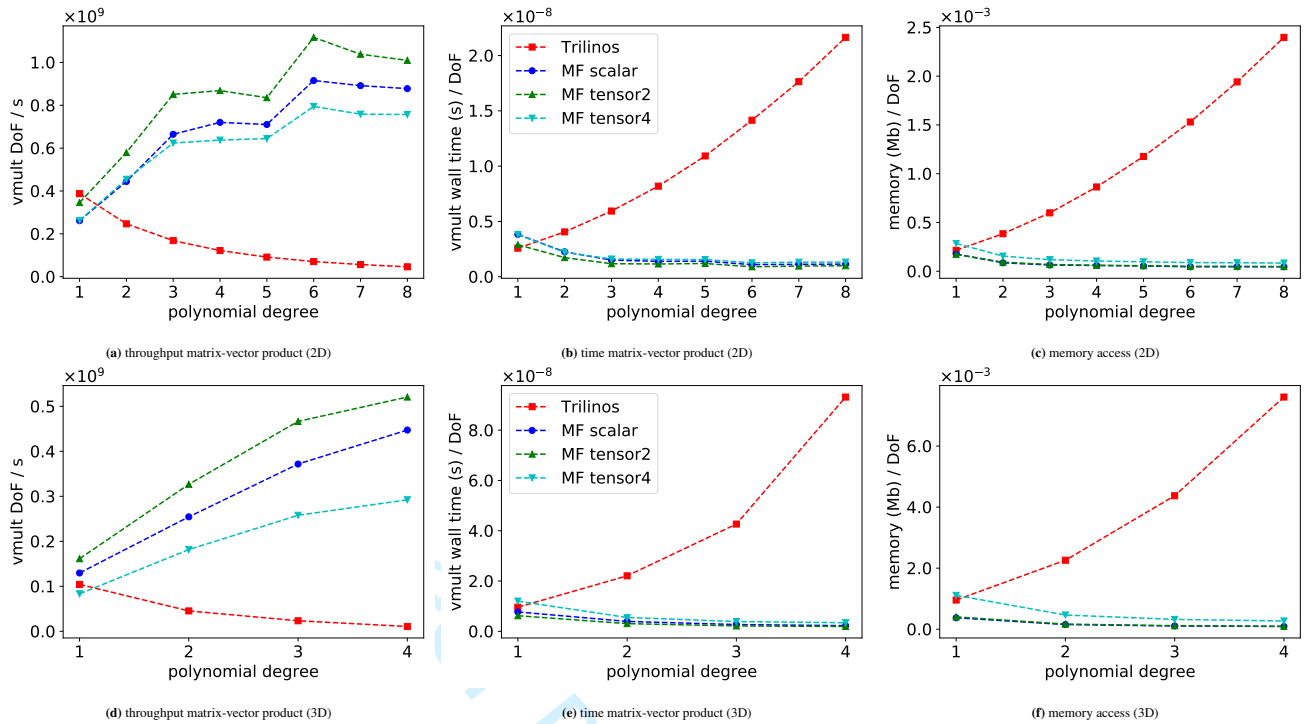 ×10⁹
vmult DoF / s
1.0
0.8
0.6
0.4
0.2
0.0
1 2 3 4 5 6 7 8
polynomial degree
(a) throughput matrix-vector product (2D)
×10⁻⁸
vmult wall time (s) / DoF
2.0
1.5
1.0
0.5
0.0
Trilinos
MF scalar
MF tensor2
MF tensor4
1 2 3 4 5 6 7 8
polynomial degree
(b) time matrix-vector product (2D)
×10⁻³
memory (Mb) / DoF
2.5
2.0
1.5
1.0
0.5
0.0
1 2 3 4 5 6 7 8
polynomial degree
(c) memory access (2D)
×10⁹
vmult DoF / s
0.5
0.4
0.3
0.2
0.1
0.0
1 2 3 4
polynomial degree
(d) throughput matrix-vector product (3D)
×10⁻⁸
vmult wall time (s) / DoF
8.0
6.0
4.0
2.0
0.0
Trilinos
MF scalar
MF tensor2
MF tensor4
1 2 3 4
polynomial degree
(e) time matrix-vector product (3D)
×10⁻³
memory (Mb) / DoF
6.0
4.0
2.0
0.0
1 2 3 4
polynomial degree
(f) memory access (3D)